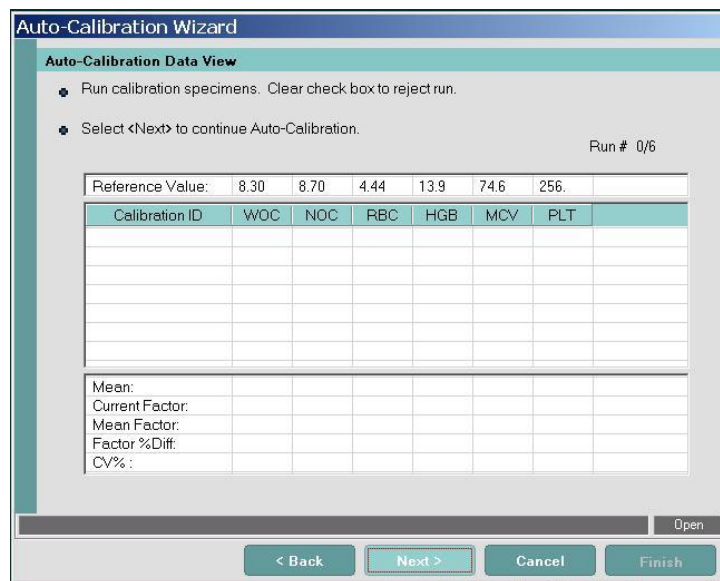 Auto-Calibration Wizard
Auto-Calibration Data View
Run calibration specimens. Clear check box to reject run.
Select <Next> to continue Auto-Calibration.
Run # 0/6
Reference Value: 8.30 8.70 4.44 13.9 74.6 256.
Calibration ID WOC NOC RBC HGB MCV PLT
Mean:
Current Factor:
Mean Factor:
Factor %Diff:
CV% :
Open
< Back Next > Cancel Finish